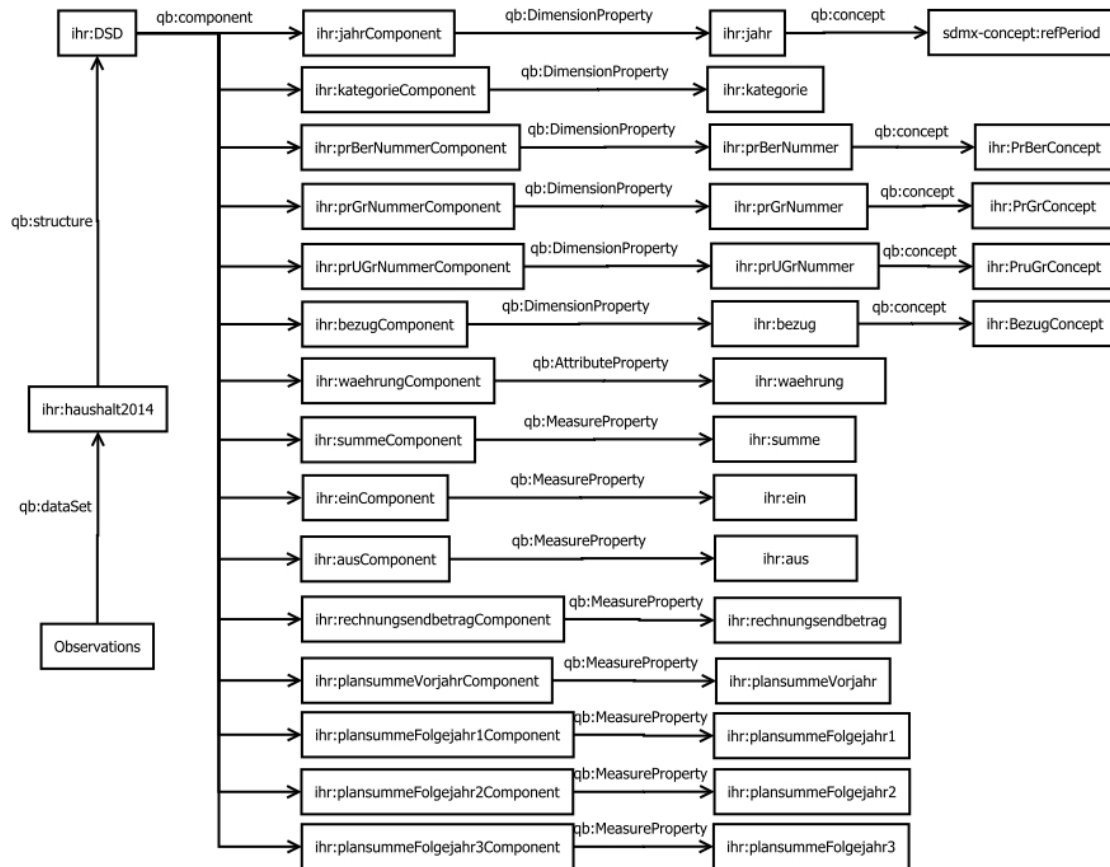 qb:component
qb:DimensionProperty
qb:concept
ihr:DSD
ihr:jahrComponent
ihr:jahr
sdmx-concept:refPeriod
qb:DimensionProperty
ihr:kategorieComponent
ihr:kategorie
qb:DimensionProperty
qb:concept
ihr:prBerNummerComponent
ihr:prBerNummer
ihr:PrBerConcept
qb:DimensionProperty
qb:concept
ihr:prGrNummerComponent
ihr:prGrNummer
ihr:PrGrConcept
qb:structure
qb:DimensionProperty
qb:concept
ihr:prUGrNummerComponent
ihr:prUGrNummer
ihr:PruGrConcept
qb:DimensionProperty
qb:concept
ihr:bezugComponent
ihr:bezug
ihr:BezugConcept
qb:AttributeProperty
ihr:waehrungComponent
ihr:waehrung
ihr:haushalt2014
qb:MeasureProperty
ihr:summeComponent
ihr:summe
qb:MeasureProperty
ihr:einComponent
ihr:ein
qb:dataSet
qb:MeasureProperty
ihr:ausComponent
ihr:aus
qb:MeasureProperty
ihr:rechnungsendbetragComponent
ihr:rechnungsendbetrag
Observations
qb:MeasureProperty
ihr:plansummeVorjahrComponent
ihr:plansummeVorjahr
qb:MeasureProperty
ihr:plansummeFolgejahr1Component
ihr:plansummeFolgejahr1
qb:MeasureProperty
ihr:plansummeFolgejahr2Component
ihr:plansummeFolgejahr2
qb:MeasureProperty
ihr:plansummeFolgejahr3Component
ihr:plansummeFolgejahr3